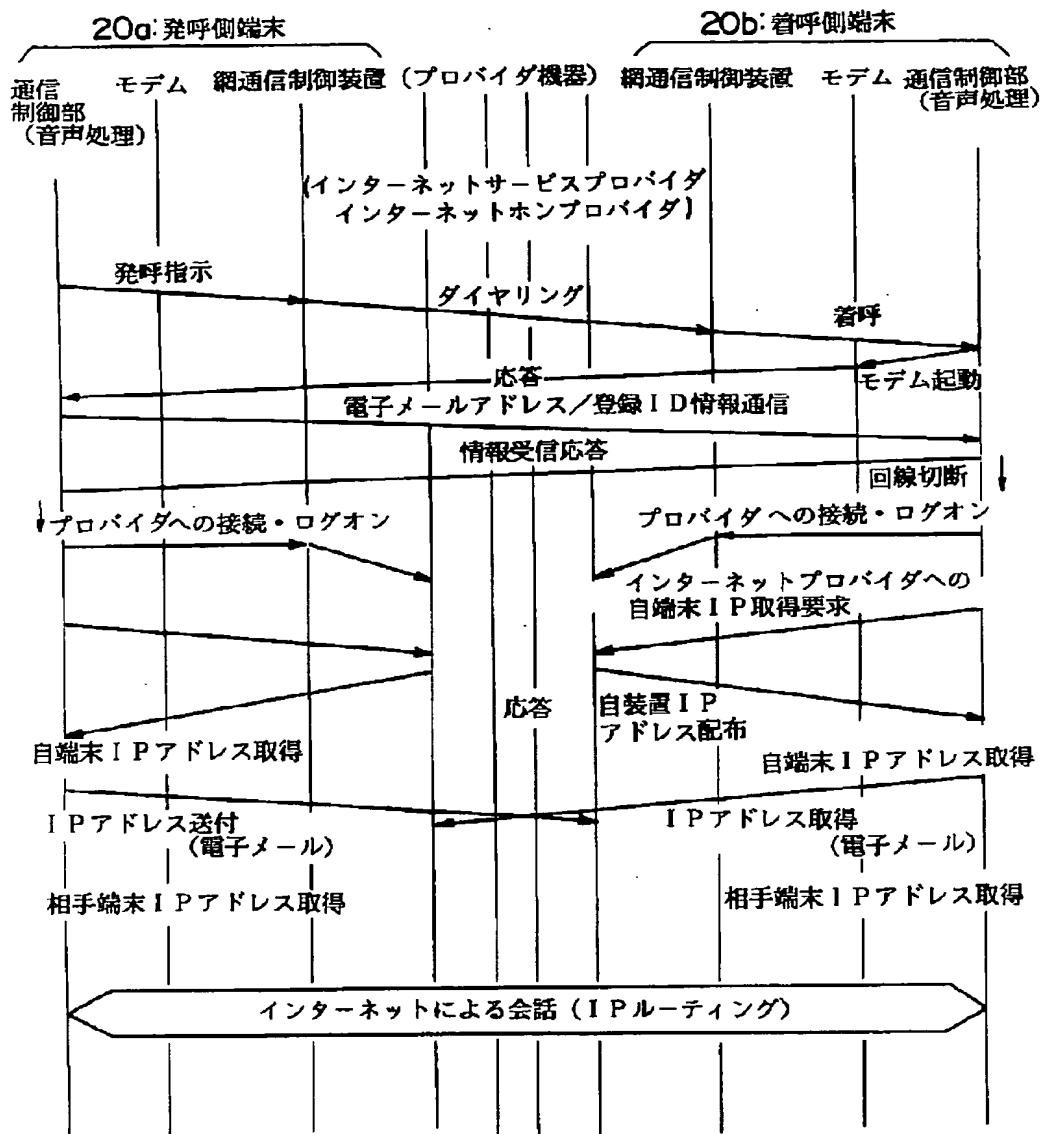 20a:発呼側端末
20b:着呼側端末
通信
制御部
(音声処理)
モデム
網通信制御装置
(プロバイダ機器)
網通信制御装置
モデム
通信制御部
(音声処理)
(インターネットサービスプロバイダ
インターネットホンプロバイダ)
発呼指示
ダイヤリング
着呼
応答
モデム起動
電子メールアドレス/登録ID情報通信
情報受信応答
回線切断
プロバイダへの接続・ログオン
プロバイダへの接続・ログオン
インターネットプロバイダへの
自端末IP取得要求
応答
自装置IP
アドレス配布
自端末IPアドレス取得
自端末IPアドレス取得
IPアドレス送付
(電子メール)
IPアドレス取得
(電子メール)
相手端末IPアドレス取得
相手端末IPアドレス取得
インターネットによる会話(IPルーティング)